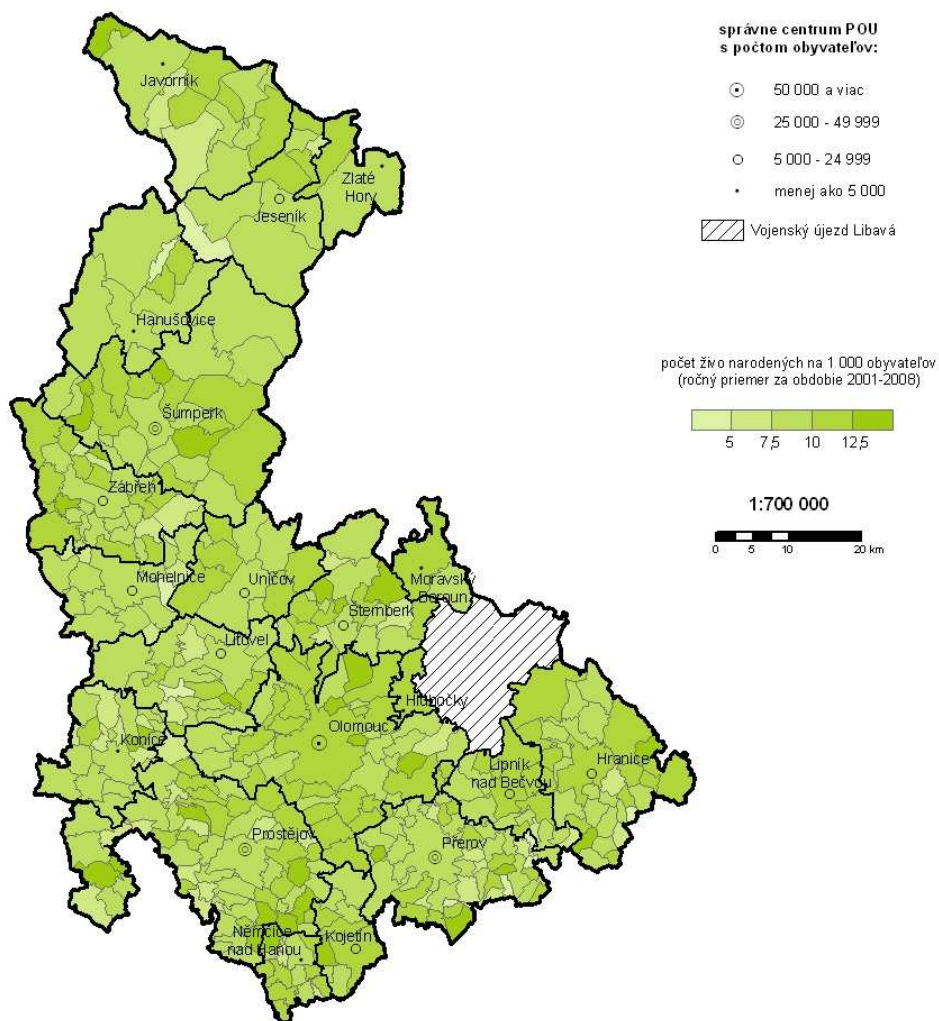 správne centrum POU
s počtom obyvateľov:
50 000 a viac
25 000 - 49 999
5 000 - 24 999
menej ako 5 000
Vojenský újezd Libavá
počet živo narodených na 1 000 obyvateľov
(ročný priemer za obdobie 2001-2008)
5 7,5 10 12,5
1:700 000
0 5 10 20 km
Javorník
Zlaté
Hory
Jeseník
Hanušovice
Šumperk
Zábřeh
Mohelnice
Uničov
Moravský
Beroun
Šternberk
Litovel
Hlubočky
Olomouc
Konice
Lipník
nad Bečvou
Hranice
Prostějov
Přerov
Němčice
nad Hanou
Kojetín